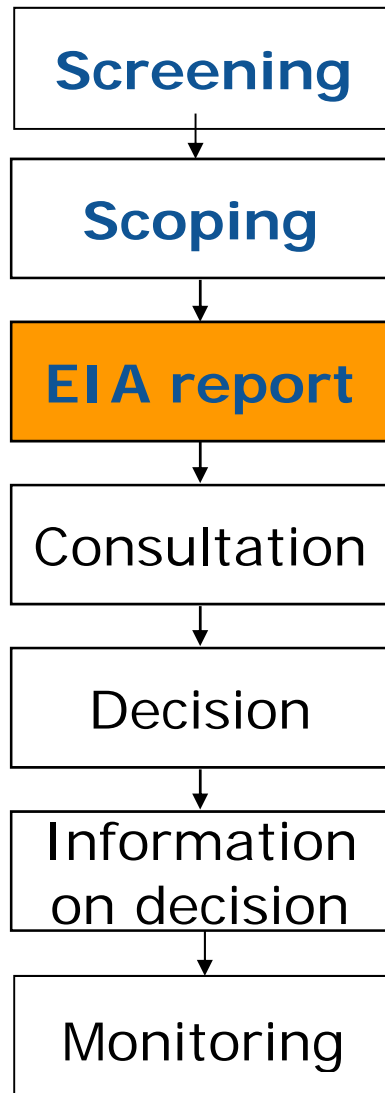 Screening
Scoping
EIA report
Consultation
Decision
Information
on decision
Monitoring